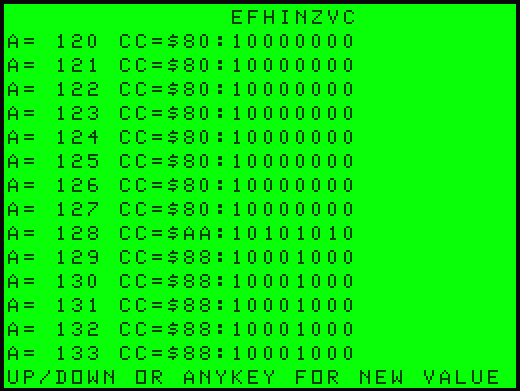 EFHINZVC
A= 120 CC=$80:10000000
A= 121 CC=$80:10000000
A= 122 CC=$80:10000000
A= 123 CC=$80:10000000
A= 124 CC=$80:10000000
A= 125 CC=$80:10000000
A= 126 CC=$80:10000000
A= 127 CC=$80:10000000
A= 128 CC=$AA:10101010
A= 129 CC=$88:10001000
A= 130 CC=$88:10001000
A= 131 CC=$88:10001000
A= 132 CC=$88:10001000
A= 133 CC=$88:10001000
UP/DOWN OR ANYKEY FOR NEW VALUE